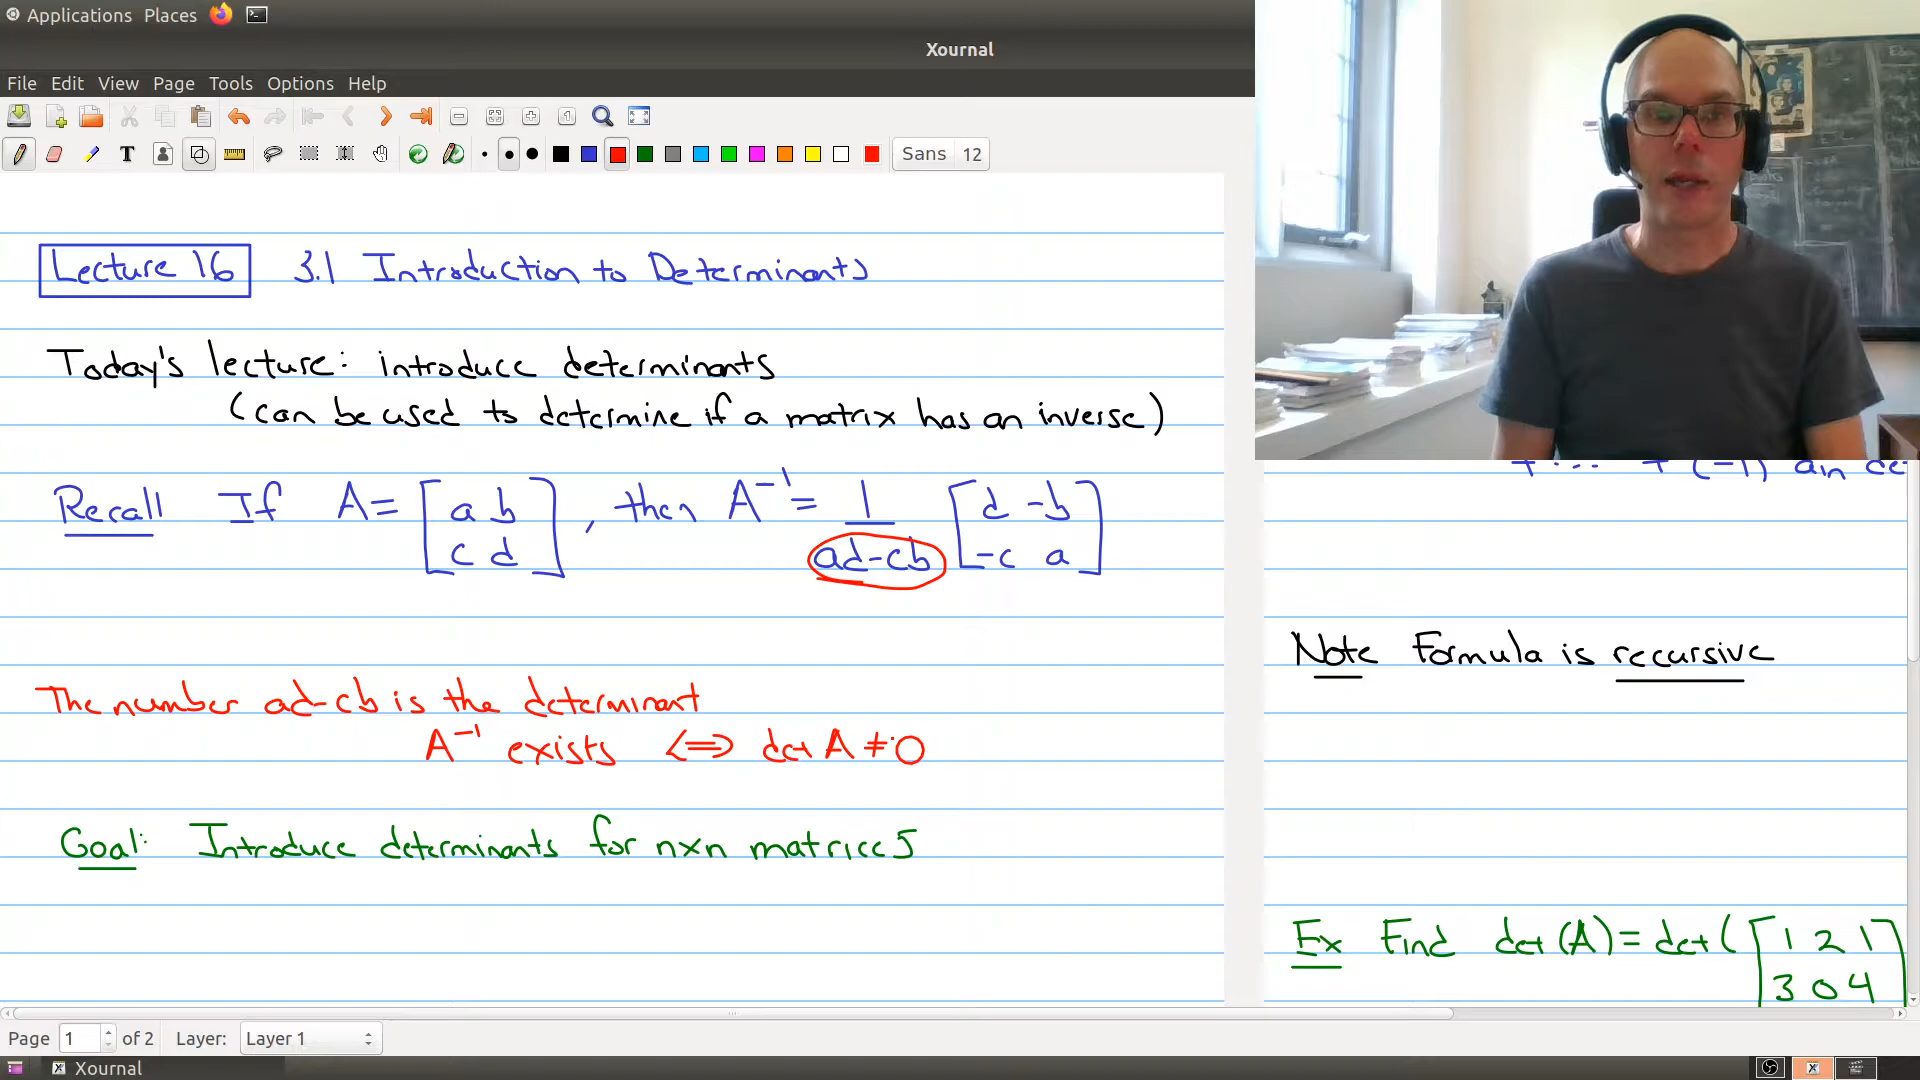 Applications Places
Xournal
File Edit View Page Tools Options Help
Sans 12
Lecture 16 3.1 Introduction to Determinants
Today's lecture: introduce determinants
(can be used to determine if a matrix has an inverse)
Recall If A = [a b
c d], then A⁻¹ = 1
ad-cb [d -b
-c a]
The number ad-cb is the determinant
A⁻¹ exists ⟺ det A ≠ 0
Goal: Introduce determinants for nxn matrices
+ ... + (-1) a1n de
Note Formula is recursive
Ex Find det(A) = det( [1 2 1
3 0 4
Page 1 of 2 Layer: Layer 1
Xournal